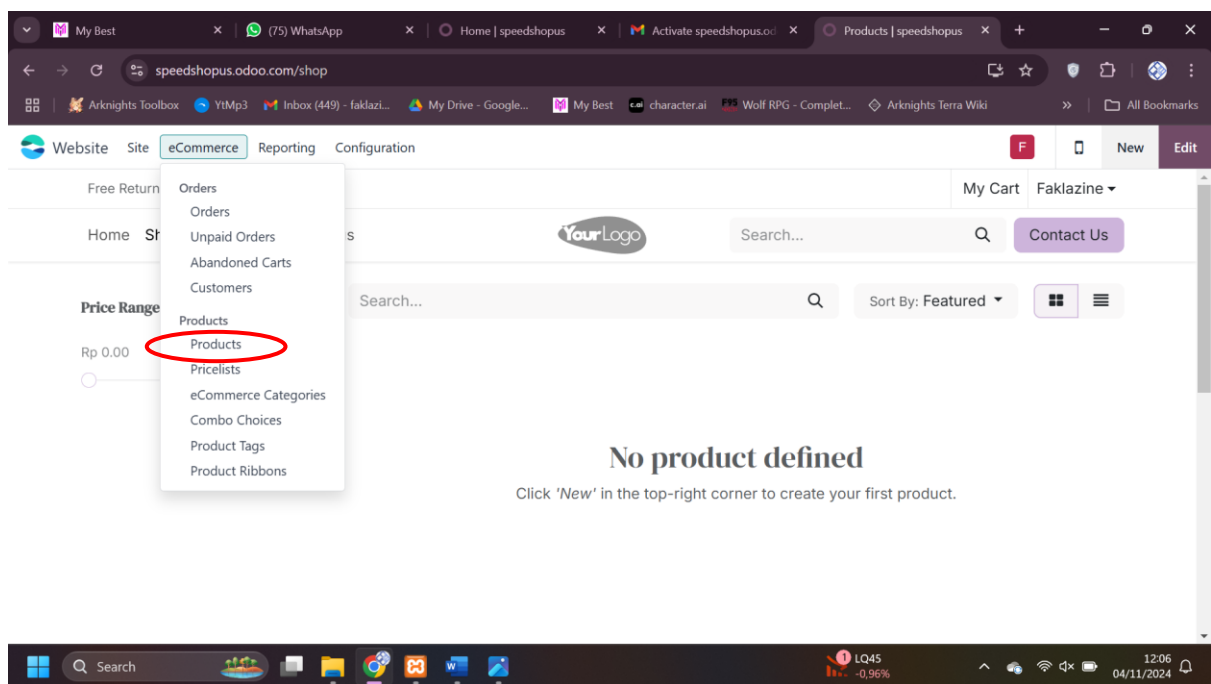 My Best
(75) WhatsApp
Home | speedshopus
Activate speedshopus.od
Products | speedshopus
speedshopus.odoo.com/shop
Arknights Toolbox
YtMp3
Inbox (449) - faklazi...
My Drive - Google...
My Best
c.ai character.ai
F95 Wolf RPG - Complet...
Arknights Terra Wiki
All Bookmarks
Website Site eCommerce Reporting Configuration
F
New
Edit
Free Return
My Cart Faklazine
Home Sh
s
YourLogo
Search...
Contact Us
Orders
Orders
Unpaid Orders
Abandoned Carts
Customers
Products
Products
Pricelists
eCommerce Categories
Combo Choices
Product Tags
Product Ribbons
Price Range
Rp 0.00
Search...
Sort By: Featured
No product defined
Click 'New' in the top-right corner to create your first product.
Search
1
LQ45
-0,96%
12:06
04/11/2024